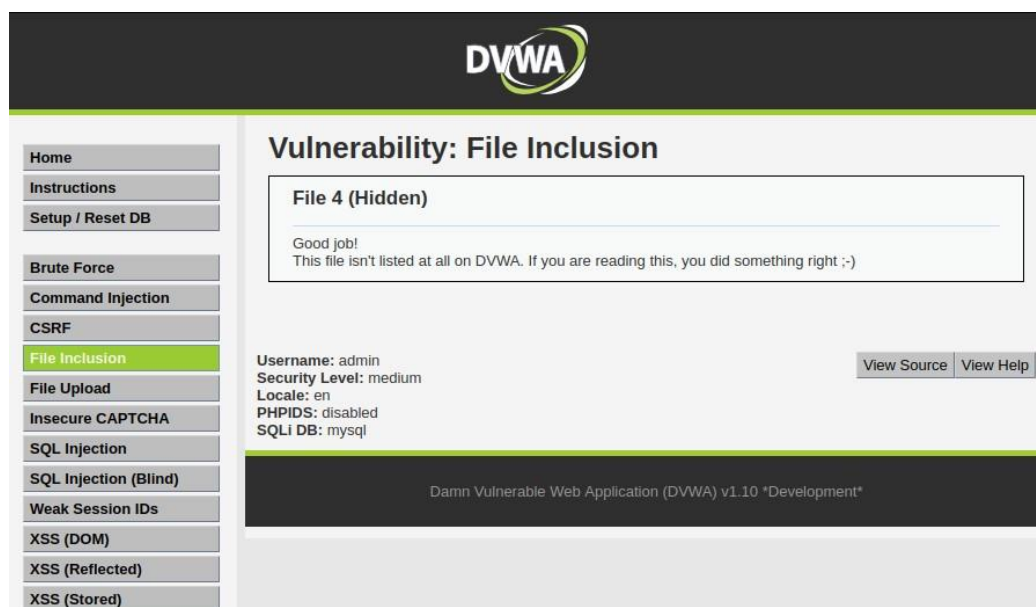 DVWA
Home
Instructions
Setup / Reset DB
Brute Force
Command Injection
CSRF
File Inclusion
File Upload
Insecure CAPTCHA
SQL Injection
SQL Injection (Blind)
Weak Session IDs
XSS (DOM)
XSS (Reflected)
XSS (Stored)
Vulnerability: File Inclusion
File 4 (Hidden)
Good job!
This file isn't listed at all on DVWA. If you are reading this, you did something right ;-)
Username: admin
Security Level: medium
Locale: en
PHPIDS: disabled
SQLi DB: mysql
View Source View Help
Damn Vulnerable Web Application (DVWA) v1.10 *Development*